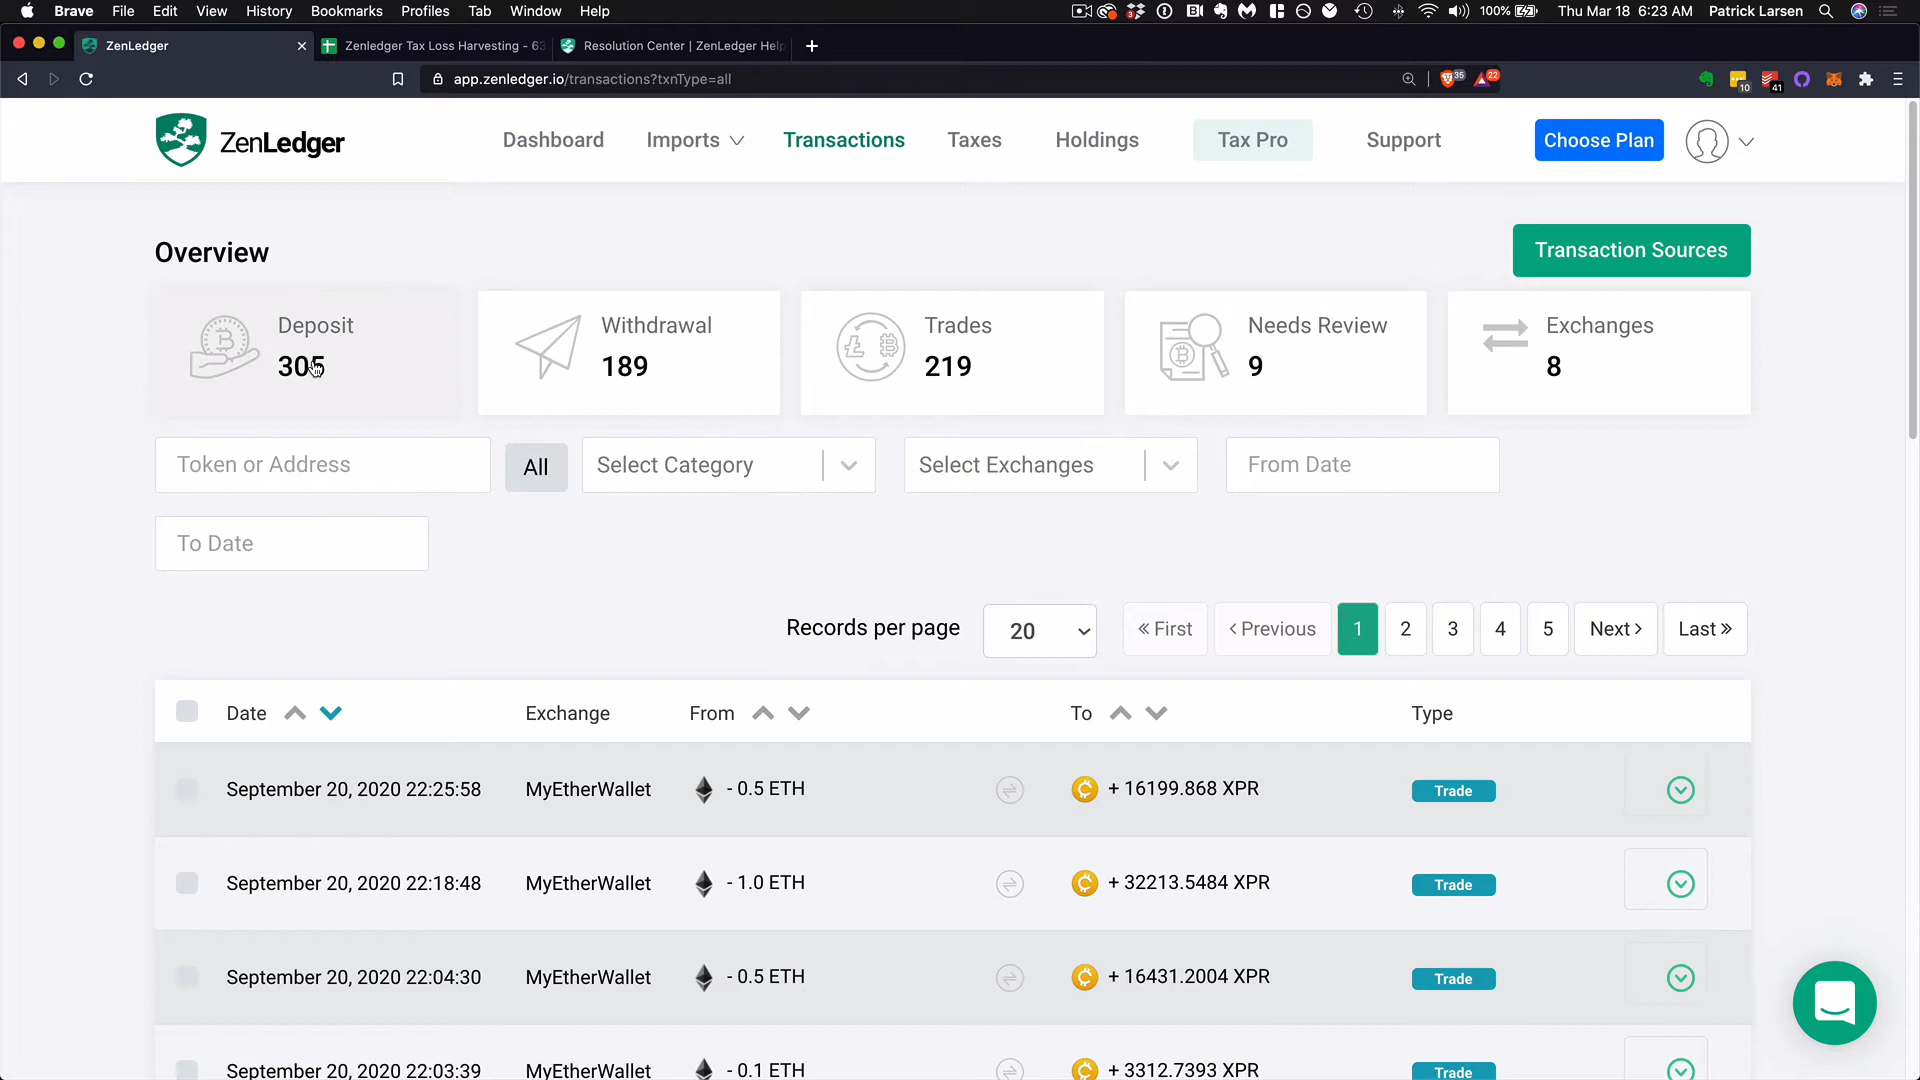 Brave File Edit View History Bookmarks Profiles Tab Window Help 3 100% Thu Mar 18 6:23 AM Patrick Larsen
ZenLedger Zenledger Tax Loss Harvesting - 63 Resolution Center | ZenLedger Help
app.zenledger.io/transactions?txnType=all 35 22 10 41
ZenLedger Dashboard Imports Transactions Taxes Holdings Tax Pro Support Choose Plan
Overview
Transaction Sources
Deposit
305
Withdrawal
189
Trades
219
Needs Review
9
Exchanges
8
Token or Address All Select Category Select Exchanges From Date
To Date
Records per page 20 « First ‹ Previous 1 2 3 4 5 Next › Last »
Date Exchange From To Type
September 20, 2020 22:25:58 MyEtherWallet - 0.5 ETH + 16199.868 XPR Trade
September 20, 2020 22:18:48 MyEtherWallet - 1.0 ETH + 32213.5484 XPR Trade
September 20, 2020 22:04:30 MyEtherWallet - 0.5 ETH + 16431.2004 XPR Trade
September 20, 2020 22:03:39 MyEtherWallet - 0.1 ETH + 3312.7393 XPR Trade